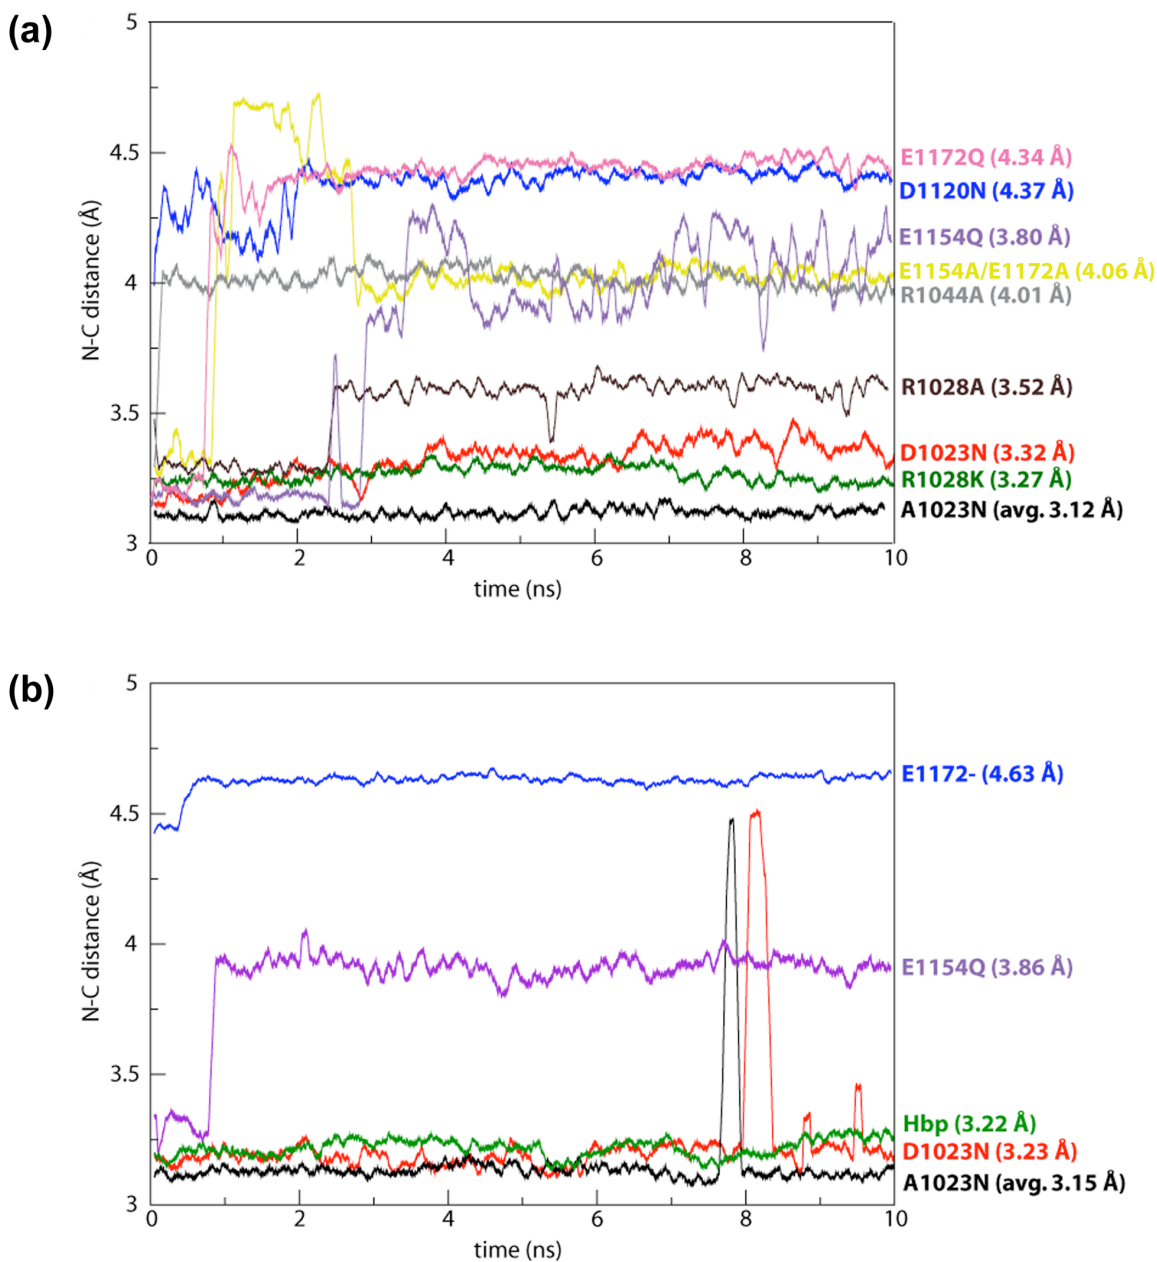 (a)
5
4.5
4
3.5
3
N-C distance (Å)
0 2 4 6 8 10
time (ns)
E1172Q (4.34 Å)
D1120N (4.37 Å)
E1154Q (3.80 Å)
E1154A/E1172A (4.06 Å)
R1044A (4.01 Å)
R1028A (3.52 Å)
D1023N (3.32 Å)
R1028K (3.27 Å)
A1023N (avg. 3.12 Å)
(b)
5
4.5
4
3.5
3
N-C distance (Å)
0 2 4 6 8 10
time (ns)
E1172- (4.63 Å)
E1154Q (3.86 Å)
Hbp (3.22 Å)
D1023N (3.23 Å)
A1023N (avg. 3.15 Å)